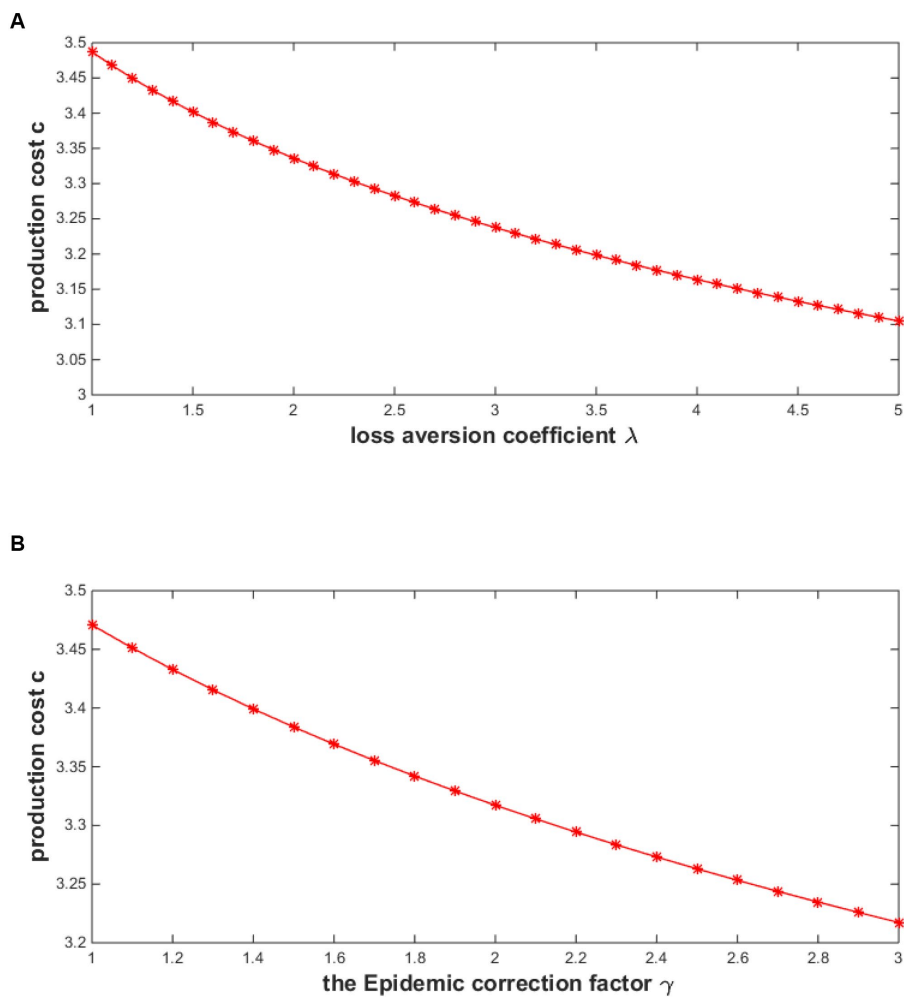 A
3.5
3.45
3.4
3.35
3.3
3.25
3.2
3.15
3.1
3.05
3
production cost c
1 1.5 2 2.5 3 3.5 4 4.5 5
loss aversion coefficient λ
B
3.5
3.45
3.4
3.35
3.3
3.25
3.2
production cost c
1 1.2 1.4 1.6 1.8 2 2.2 2.4 2.6 2.8 3
the Epidemic correction factor γ